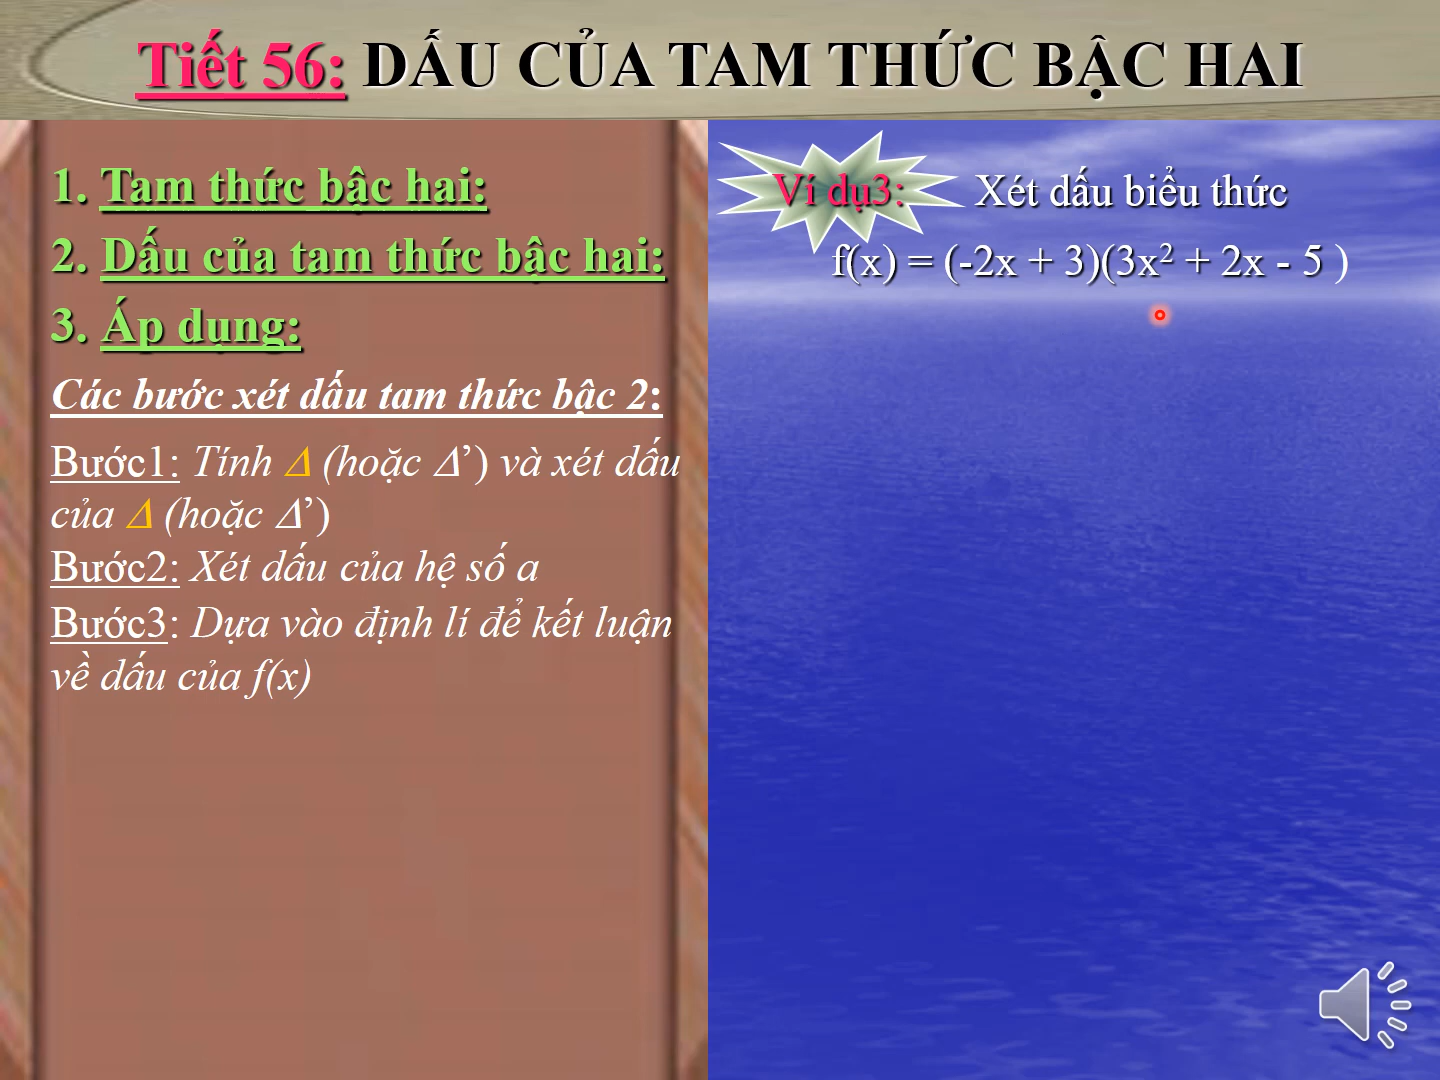 Tiết 56: DẤU CỦA TAM THỨC BẬC HAI
1. Tam thức bậc hai:
2. Dấu của tam thức bậc hai:
3. Áp dụng:
Các bước xét dấu tam thức bậc 2:
Bước1: Tính Δ (hoặc Δ’) và xét dấu
của Δ (hoặc Δ’)
Bước2: Xét dấu của hệ số a
Bước3: Dựa vào định lí để kết luận
về dấu của f(x)
Ví dụ3: Xét dấu biểu thức
f(x) = (-2x + 3)(3x² + 2x - 5 )